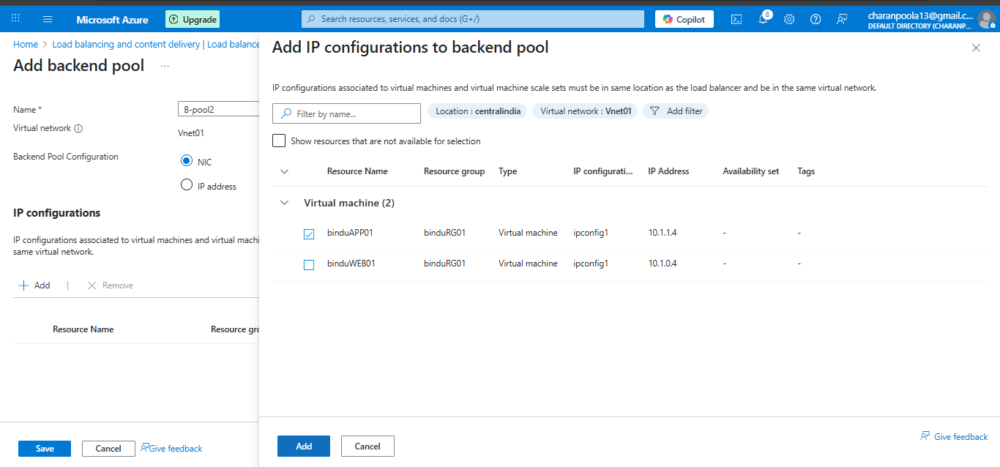 Microsoft Azure
Upgrade
Search resources, services, and docs (G+/)
Copilot
8
charanpoola13@gmail.c...
DEFAULT DIRECTORY (CHARANP...
Home > Load balancing and content delivery | Load balance
Add backend pool ...
Name *
B-pool2
Virtual network
Vnet01
Backend Pool Configuration
NIC
IP address
IP configurations
IP configurations associated to virtual machines and virtual machi
same virtual network.
Add | Remove
Resource Name Resource gro
Save Cancel Give feedback
Add IP configurations to backend pool
IP configurations associated to virtual machines and virtual machine scale sets must be in same location as the load balancer and be in the same virtual network.
Filter by name... Location : centralindia Virtual network : Vnet01 Add filter
Show resources that are not available for selection
Resource Name Resource group Type IP configurati... IP Address Availability set Tags
Virtual machine (2)
binduAPP01 binduRG01 Virtual machine ipconfig1 10.1.1.4 - -
binduWEB01 binduRG01 Virtual machine ipconfig1 10.1.0.4 - -
Add Cancel Give feedback